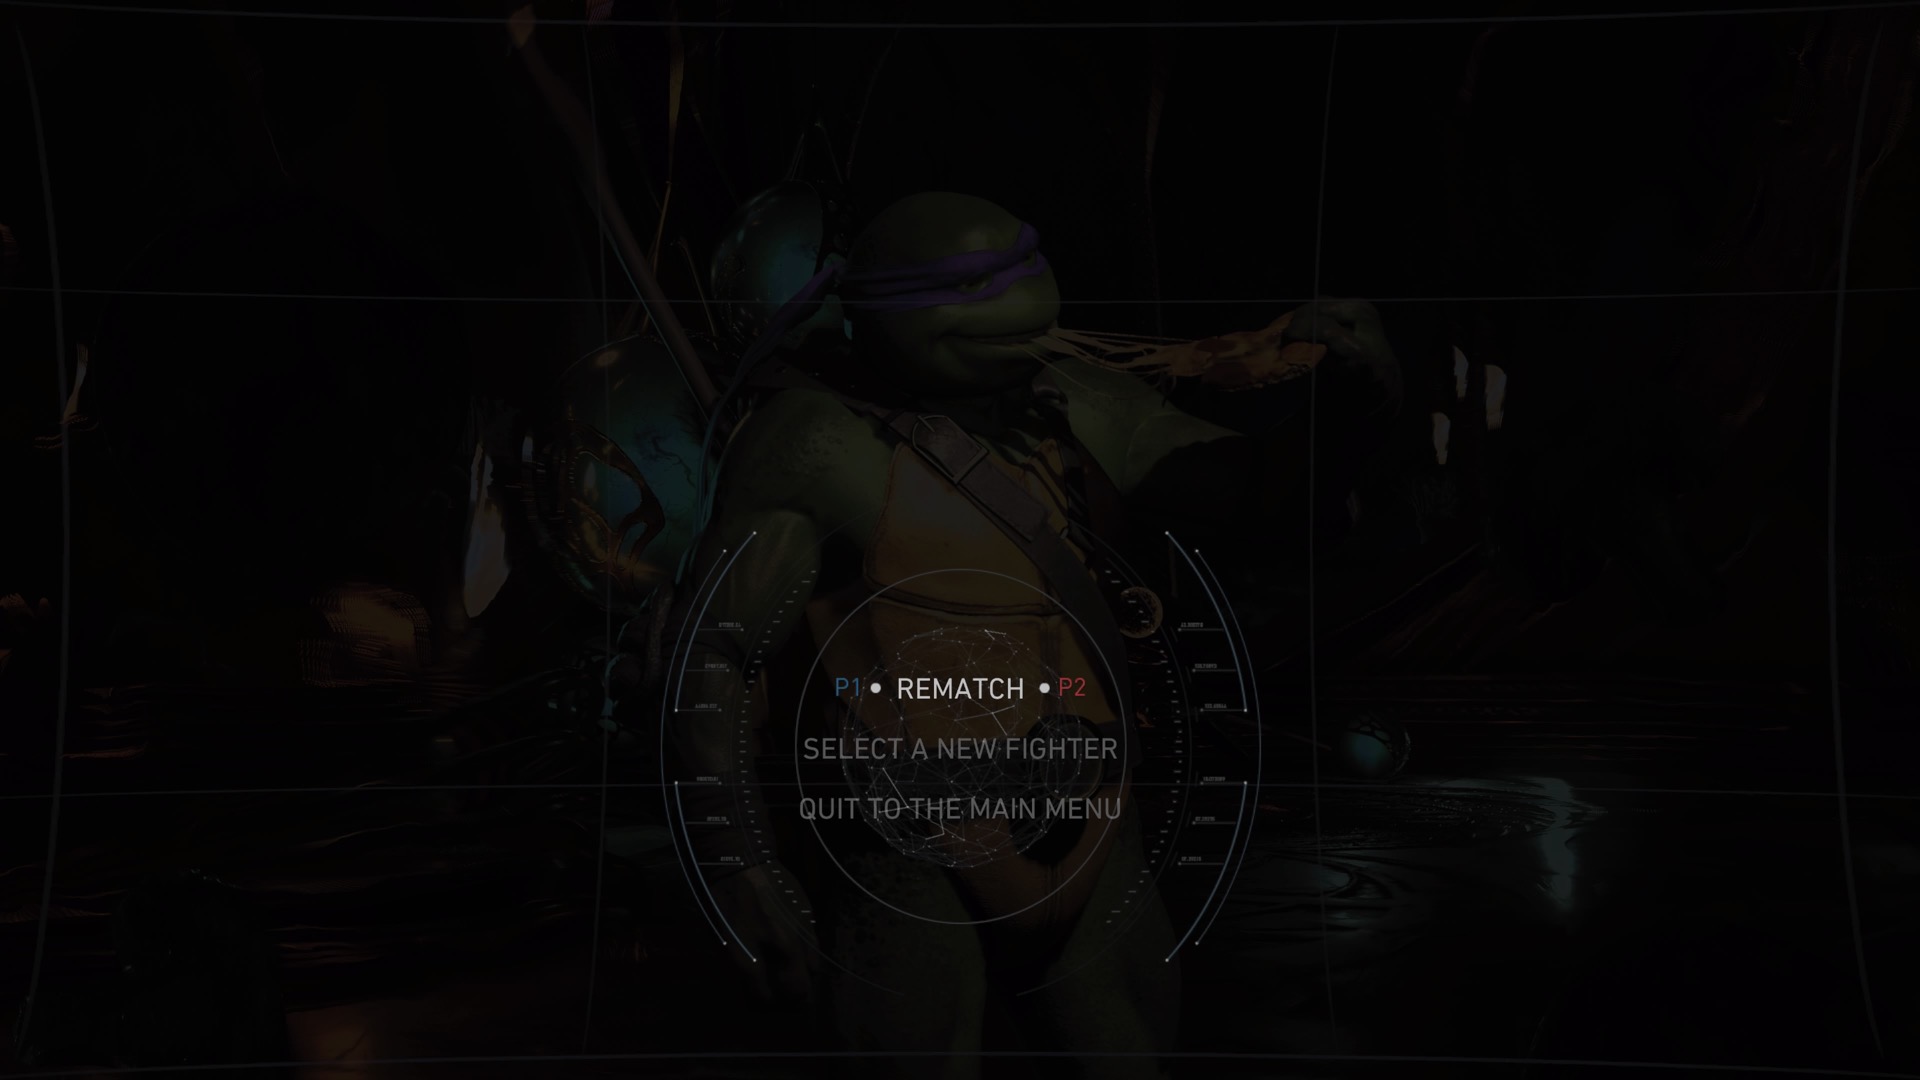 P1 • REMATCH • P2
SELECT A NEW FIGHTER
QUIT TO THE MAIN MENU